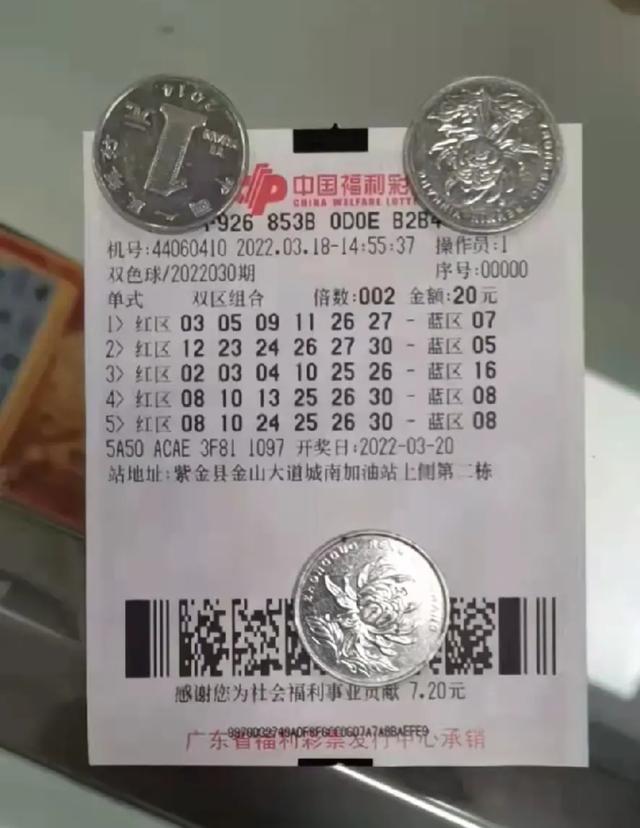 中国福利彩
CHINA WELFARE LOTT
926 853B 0D0E B2B4
机号:44060410 2022.03.18-14:55:37 操作员:1
双色球/2022030期 序号:00000
单式 双区组合 倍数:002 金额:20元
1> 红区 03 05 09 11 26 27 - 蓝区 07
2> 红区 12 23 24 26 27 30 - 蓝区 05
3> 红区 02 03 04 10 25 26 - 蓝区 16
4> 红区 08 10 13 25 26 30 - 蓝区 08
5> 红区 08 10 24 25 26 30 - 蓝区 08
5A50 ACAE 3F81 1097 开奖日:2022-03-20
站地址:紫金县金山大道城南加油站上侧第二栋
感谢您为社会福利事业贡献 7.20元
广东省福利彩票发行中心承销
1
元
2014